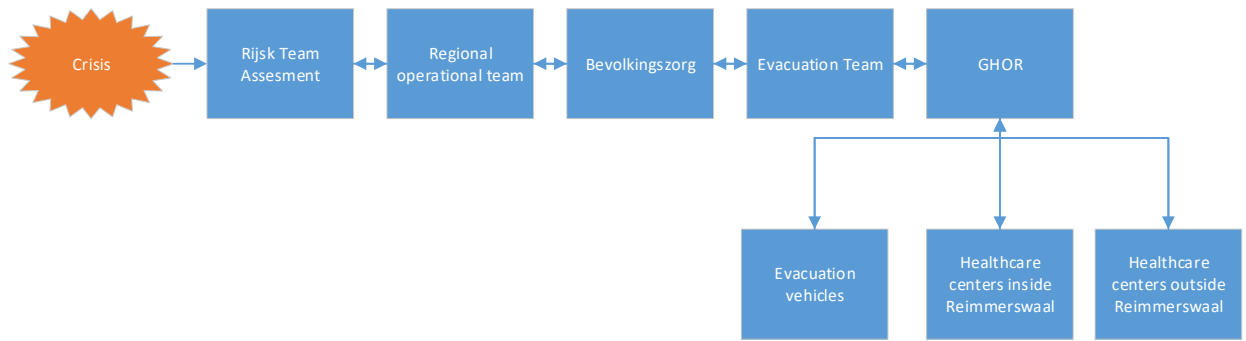 Crisis
Rijsk Team
Assesment
Regional
operational team
Bevolkingszorg
Evacuation Team
GHOR
Evacuation
vehicles
Healthcare
centers inside
Reimmerswaal
Healthcare
centers outside
Reimmerswaal